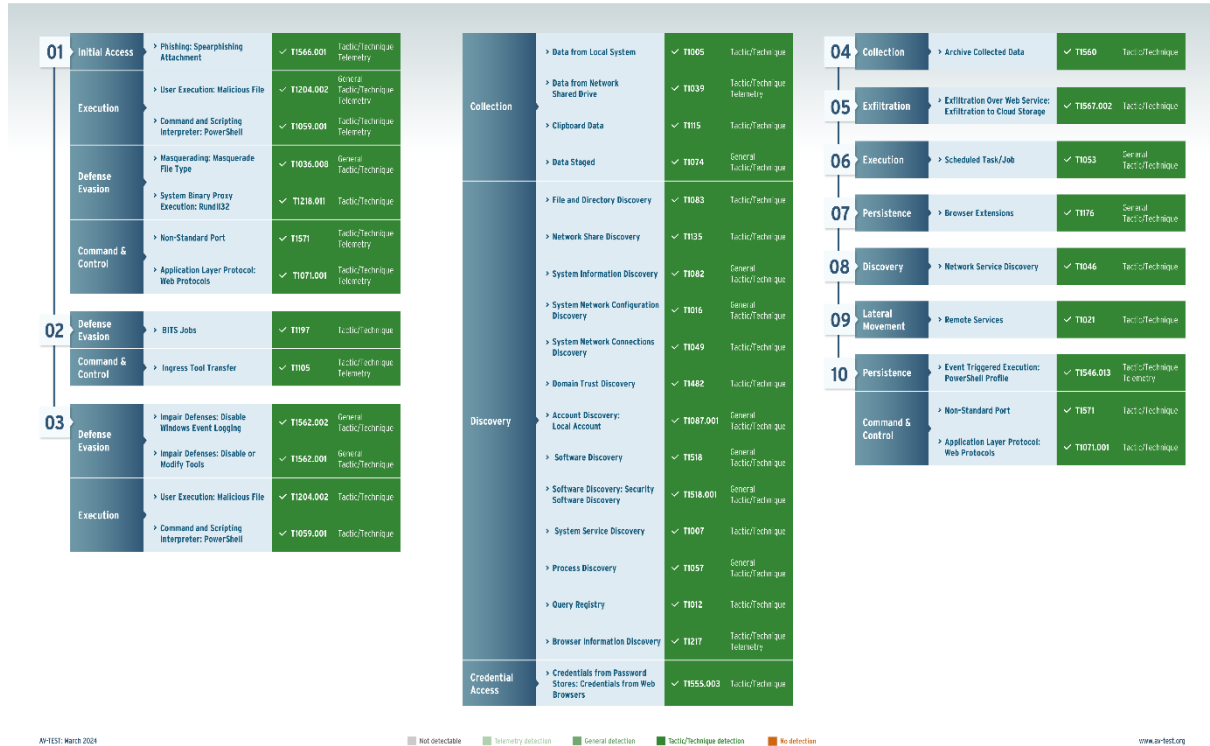 01
Initial Access
> Phishing: Spearphishing
Attachment
✓ T1566.001
Tactic/Technique
Telemetry
Execution
> User Execution: Malicious File
✓ T1204.002
General
Tactic/Technique
Telemetry
> Command and Scripting
Interpreter: PowerShell
✓ T1059.001
Tactic/Technique
Telemetry
Defense
Evasion
> Masquerading: Masquerade
File Type
✓ T1036.008
General
Tactic/Technique
> System Binary Proxy
Execution: Rundll32
✓ T1218.011
Tactic/Technique
Command &
Control
> Non-Standard Port
✓ T1571
Tactic/Technique
Telemetry
> Application Layer Protocol:
Web Protocols
✓ T1071.001
Tactic/Technique
Telemetry
02
Defense
Evasion
> BITS Jobs
✓ T1197
Tactic/Technique
Command &
Control
> Ingress Tool Transfer
✓ T1105
Tactic/Technique
Telemetry
03
Defense
Evasion
> Impair Defenses: Disable
Windows Event Logging
✓ T1562.002
General
Tactic/Technique
> Impair Defenses: Disable or
Modify Tools
✓ T1562.001
General
Tactic/Technique
Execution
> User Execution: Malicious File
✓ T1204.002
Tactic/Technique
> Command and Scripting
Interpreter: PowerShell
✓ T1059.001
Tactic/Technique
Collection
> Data from Local System
✓ T1005
Tactic/Technique
> Data from Network
Shared Drive
✓ T1039
Tactic/Technique
Telemetry
> Clipboard Data
✓ T1115
Tactic/Technique
> Data Staged
✓ T1074
General
Tactic/Technique
Discovery
> File and Directory Discovery
✓ T1083
Tactic/Technique
> Network Share Discovery
✓ T1135
Tactic/Technique
> System Information Discovery
✓ T1082
General
Tactic/Technique
> System Network Configuration
Discovery
✓ T1016
General
Tactic/Technique
> System Network Connections
Discovery
✓ T1049
Tactic/Technique
> Domain Trust Discovery
✓ T1482
Tactic/Technique
> Account Discovery:
Local Account
✓ T1087.001
General
Tactic/Technique
> Software Discovery
✓ T1518
General
Tactic/Technique
> Software Discovery: Security
Software Discovery
✓ T1518.001
General
Tactic/Technique
> System Service Discovery
✓ T1007
Tactic/Technique
> Process Discovery
✓ T1057
General
Tactic/Technique
> Query Registry
✓ T1012
Tactic/Technique
> Browser Information Discovery
✓ T1217
Tactic/Technique
Telemetry
Credential
Access
> Credentials from Password
Stores: Credentials from Web
Browsers
✓ T1555.003
Tactic/Technique
04
Collection
> Archive Collected Data
✓ T1560
Tactic/Technique
05
Exfiltration
> Exfiltration Over Web Service:
Exfiltration to Cloud Storage
✓ T1567.002
Tactic/Technique
06
Execution
> Scheduled Task/Job
✓ T1053
General
Tactic/Technique
07
Persistence
> Browser Extensions
✓ T1176
General
Tactic/Technique
08
Discovery
> Network Service Discovery
✓ T1046
Tactic/Technique
09
Lateral
Movement
> Remote Services
✓ T1021
Tactic/Technique
10
Persistence
> Event Triggered Execution:
PowerShell Profile
✓ T1546.013
Tactic/Technique
Telemetry
Command &
Control
> Non-Standard Port
✓ T1571
Tactic/Technique
> Application Layer Protocol:
Web Protocols
✓ T1071.001
Tactic/Technique
AV-TEST: March 2024
Not detectable
Telemetry detection
General detection
Tactic/Technique detection
No detection
www.av-test.org